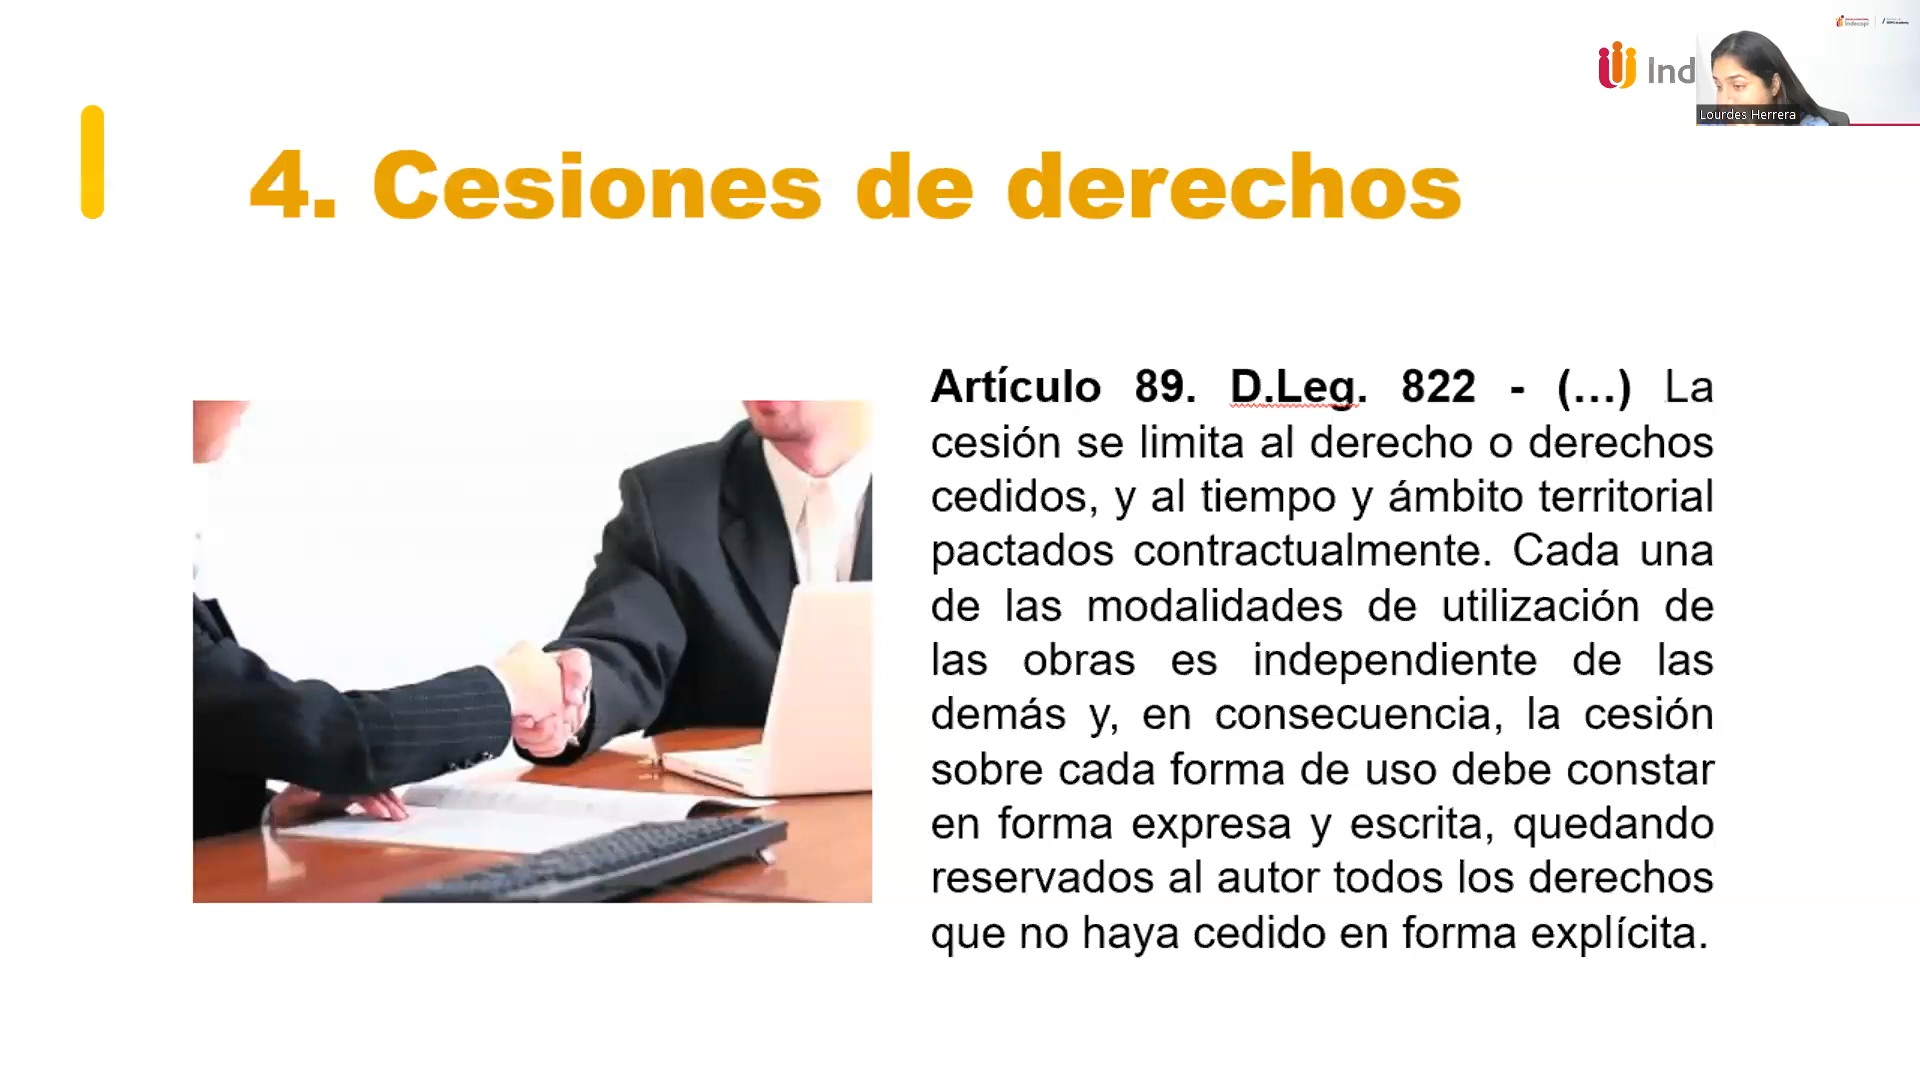 Ind
Lourdes Herrera
4. Cesiones de derechos
Artículo 89. D.Leg. 822 - (...) La
cesión se limita al derecho o derechos
cedidos, y al tiempo y ámbito territorial
pactados contractualmente. Cada una
de las modalidades de utilización de
las obras es independiente de las
demás y, en consecuencia, la cesión
sobre cada forma de uso debe constar
en forma expresa y escrita, quedando
reservados al autor todos los derechos
que no haya cedido en forma explícita.